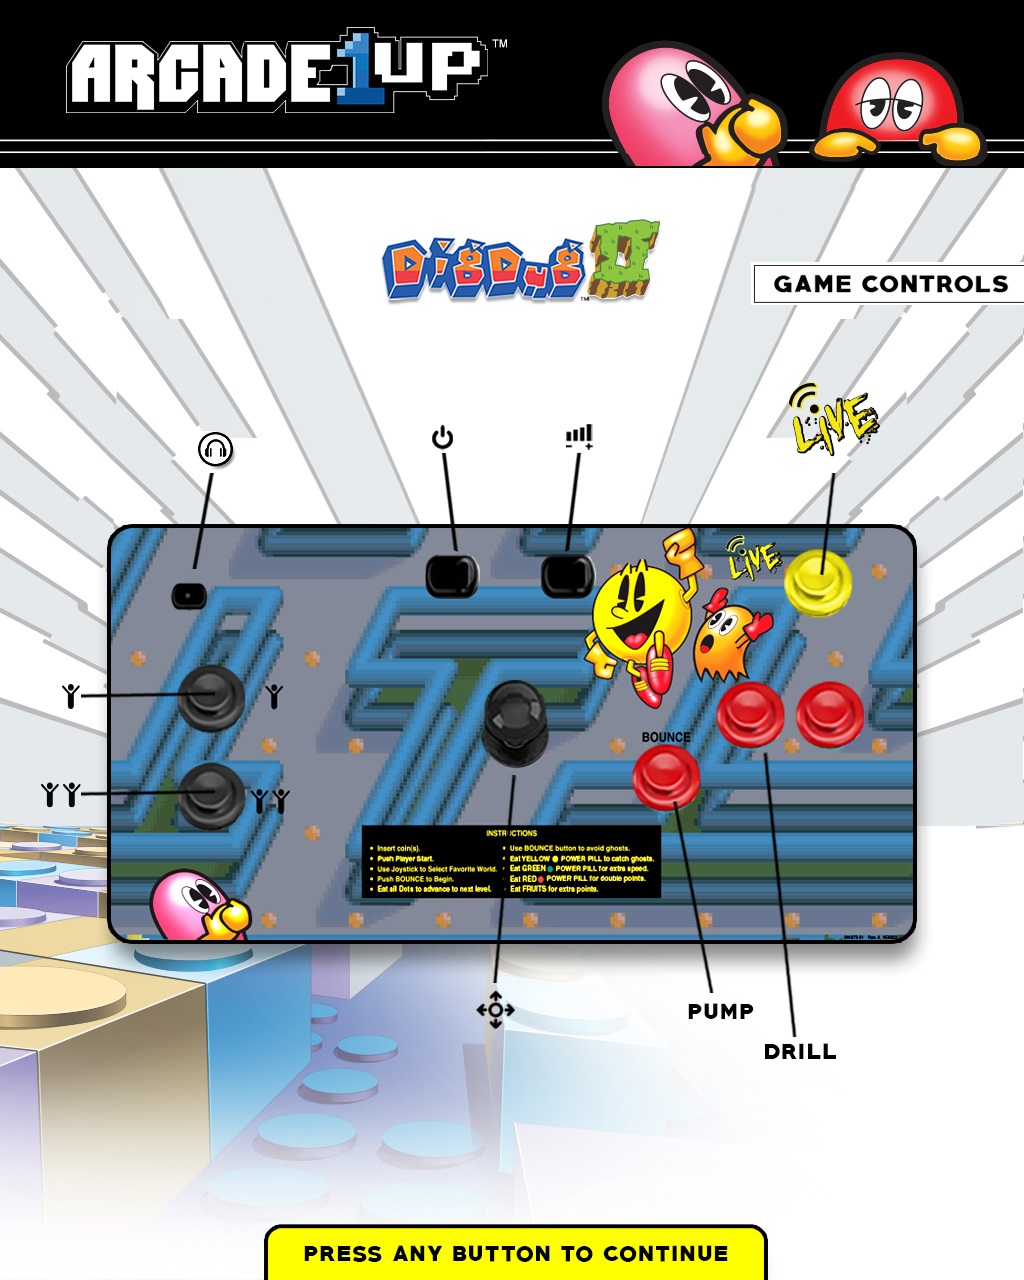 ARCADE1UP™
DigDug II™
GAME CONTROLS
LIVE
LIVE
BOUNCE
INSTRUCTIONS
• Insert coin(s).
• Push Player Start.
• Use Joystick to Select Favorite World.
• Push BOUNCE to Begin.
• Eat all Dots to advance to next level.
• Use BOUNCE button to avoid ghosts.
• Eat YELLOW POWER PILL to catch ghosts.
• Eat GREEN POWER PILL for extra speed.
• Eat RED POWER PILL for double points.
• Eat FRUITS for extra points.
PUMP
DRILL
PRESS ANY BUTTON TO CONTINUE